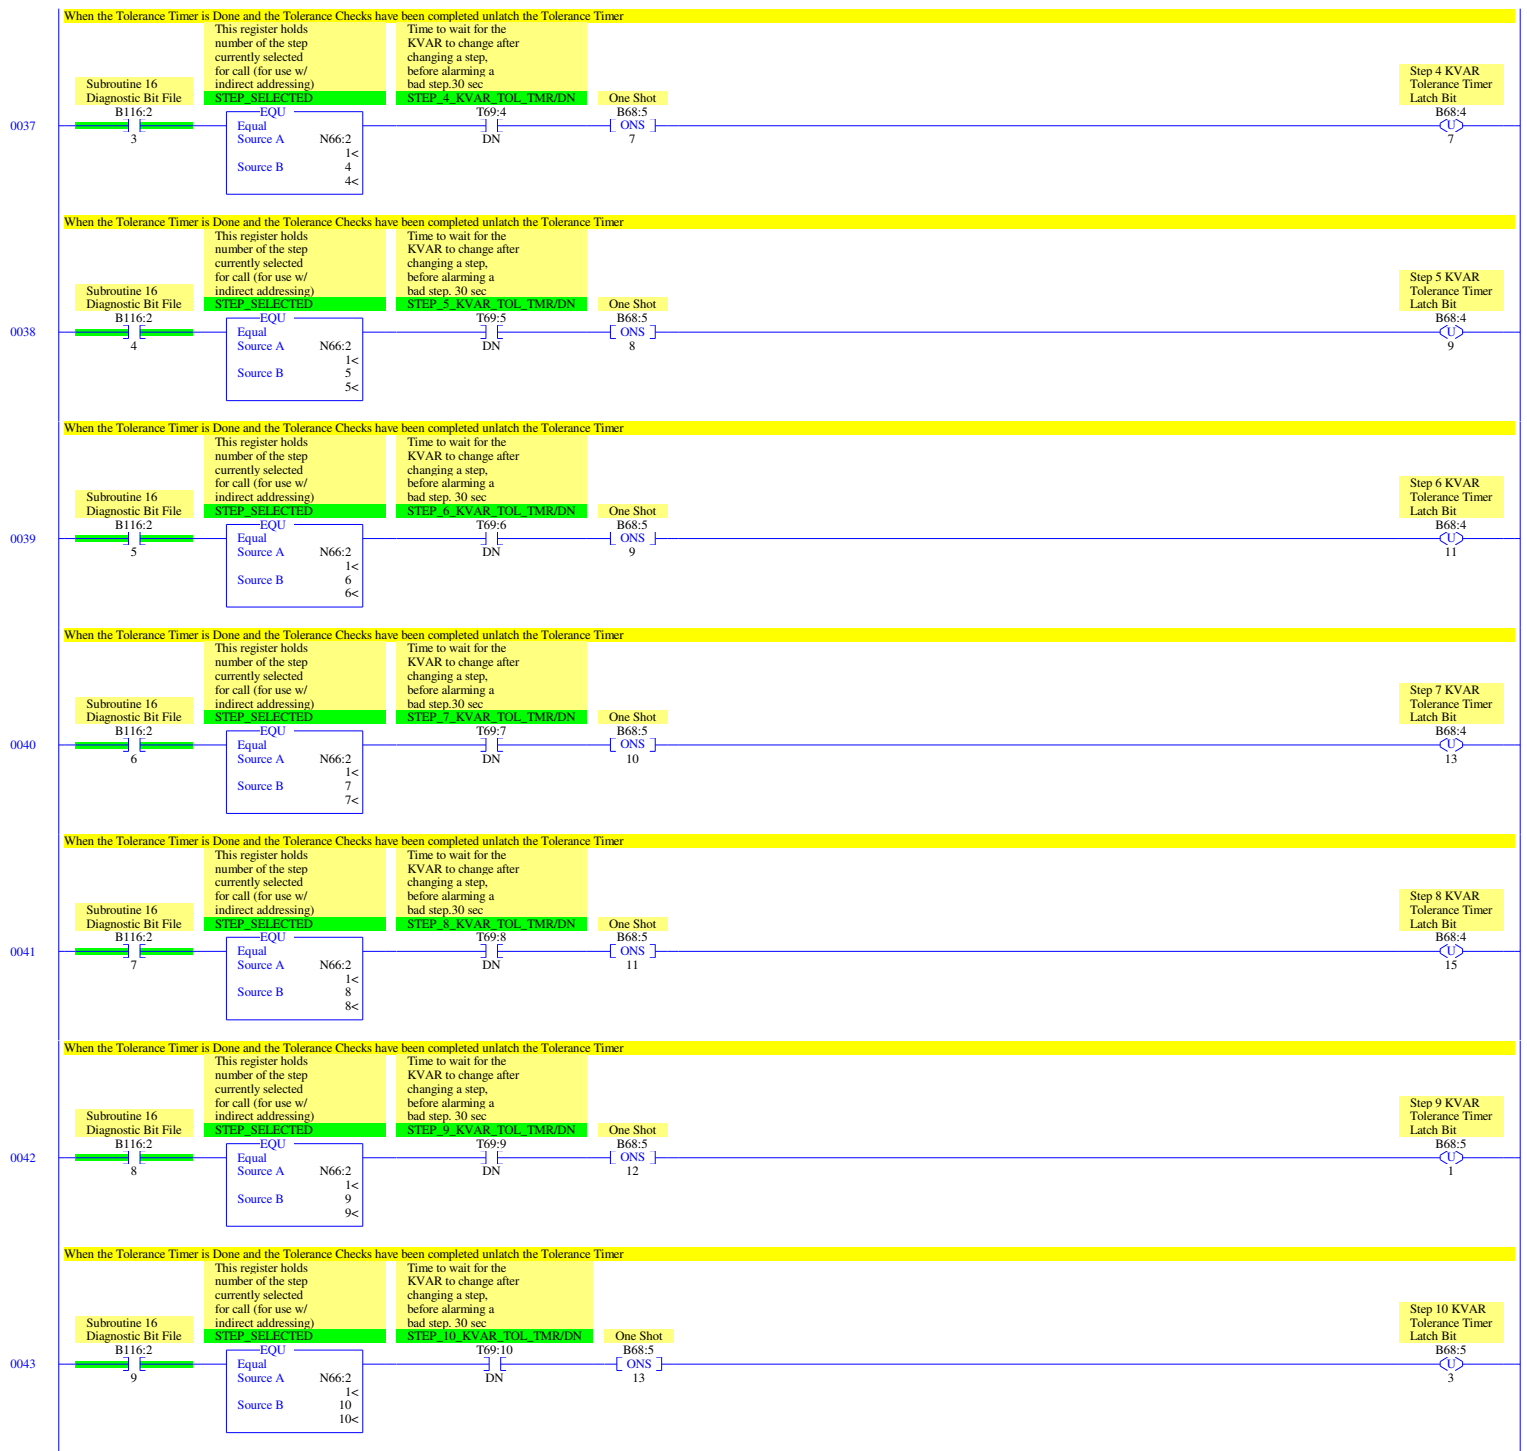 When the Tolerance Timer is Done and the Tolerance Checks have been completed unlatch the Tolerance Timer
This register holds
number of the step
currently selected
for call (for use w/
indirect addressing)
STEP_SELECTED
Time to wait for the
KVAR to change after
changing a step,
before alarming a
bad step.30 sec
STEP_4_KVAR_TOL_TMR/DN
Subroutine 16
Diagnostic Bit File
One Shot
Step 4 KVAR
Tolerance Timer
Latch Bit
0037
B116:2
3
EQU
Equal
Source A N66:2
1<
Source B 4
4<
T69:4
DN
B68:5
ONS
7
B68:4
U
7
When the Tolerance Timer is Done and the Tolerance Checks have been completed unlatch the Tolerance Timer
This register holds
number of the step
currently selected
for call (for use w/
indirect addressing)
STEP_SELECTED
Time to wait for the
KVAR to change after
changing a step,
before alarming a
bad step. 30 sec
STEP_5_KVAR_TOL_TMR/DN
Subroutine 16
Diagnostic Bit File
One Shot
Step 5 KVAR
Tolerance Timer
Latch Bit
0038
B116:2
4
EQU
Equal
Source A N66:2
1<
Source B 5
5<
T69:5
DN
B68:5
ONS
8
B68:4
U
9
When the Tolerance Timer is Done and the Tolerance Checks have been completed unlatch the Tolerance Timer
This register holds
number of the step
currently selected
for call (for use w/
indirect addressing)
STEP_SELECTED
Time to wait for the
KVAR to change after
changing a step,
before alarming a
bad step. 30 sec
STEP_6_KVAR_TOL_TMR/DN
Subroutine 16
Diagnostic Bit File
One Shot
Step 6 KVAR
Tolerance Timer
Latch Bit
0039
B116:2
5
EQU
Equal
Source A N66:2
1<
Source B 6
6<
T69:6
DN
B68:5
ONS
9
B68:4
U
11
When the Tolerance Timer is Done and the Tolerance Checks have been completed unlatch the Tolerance Timer
This register holds
number of the step
currently selected
for call (for use w/
indirect addressing)
STEP_SELECTED
Time to wait for the
KVAR to change after
changing a step,
before alarming a
bad step.30 sec
STEP_7_KVAR_TOL_TMR/DN
Subroutine 16
Diagnostic Bit File
One Shot
Step 7 KVAR
Tolerance Timer
Latch Bit
0040
B116:2
6
EQU
Equal
Source A N66:2
1<
Source B 7
7<
T69:7
DN
B68:5
ONS
10
B68:4
U
13
When the Tolerance Timer is Done and the Tolerance Checks have been completed unlatch the Tolerance Timer
This register holds
number of the step
currently selected
for call (for use w/
indirect addressing)
STEP_SELECTED
Time to wait for the
KVAR to change after
changing a step,
before alarming a
bad step.30 sec
STEP_8_KVAR_TOL_TMR/DN
Subroutine 16
Diagnostic Bit File
One Shot
Step 8 KVAR
Tolerance Timer
Latch Bit
0041
B116:2
7
EQU
Equal
Source A N66:2
1<
Source B 8
8<
T69:8
DN
B68:5
ONS
11
B68:4
U
15
When the Tolerance Timer is Done and the Tolerance Checks have been completed unlatch the Tolerance Timer
This register holds
number of the step
currently selected
for call (for use w/
indirect addressing)
STEP_SELECTED
Time to wait for the
KVAR to change after
changing a step,
before alarming a
bad step. 30 sec
STEP_9_KVAR_TOL_TMR/DN
Subroutine 16
Diagnostic Bit File
One Shot
Step 9 KVAR
Tolerance Timer
Latch Bit
0042
B116:2
8
EQU
Equal
Source A N66:2
1<
Source B 9
9<
T69:9
DN
B68:5
ONS
12
B68:5
U
1
When the Tolerance Timer is Done and the Tolerance Checks have been completed unlatch the Tolerance Timer
This register holds
number of the step
currently selected
for call (for use w/
indirect addressing)
STEP_SELECTED
Time to wait for the
KVAR to change after
changing a step,
before alarming a
bad step. 30 sec
STEP_10_KVAR_TOL_TMR/DN
Subroutine 16
Diagnostic Bit File
One Shot
Step 10 KVAR
Tolerance Timer
Latch Bit
0043
B116:2
9
EQU
Equal
Source A N66:2
1<
Source B 10
10<
T69:10
DN
B68:5
ONS
13
B68:5
U
3